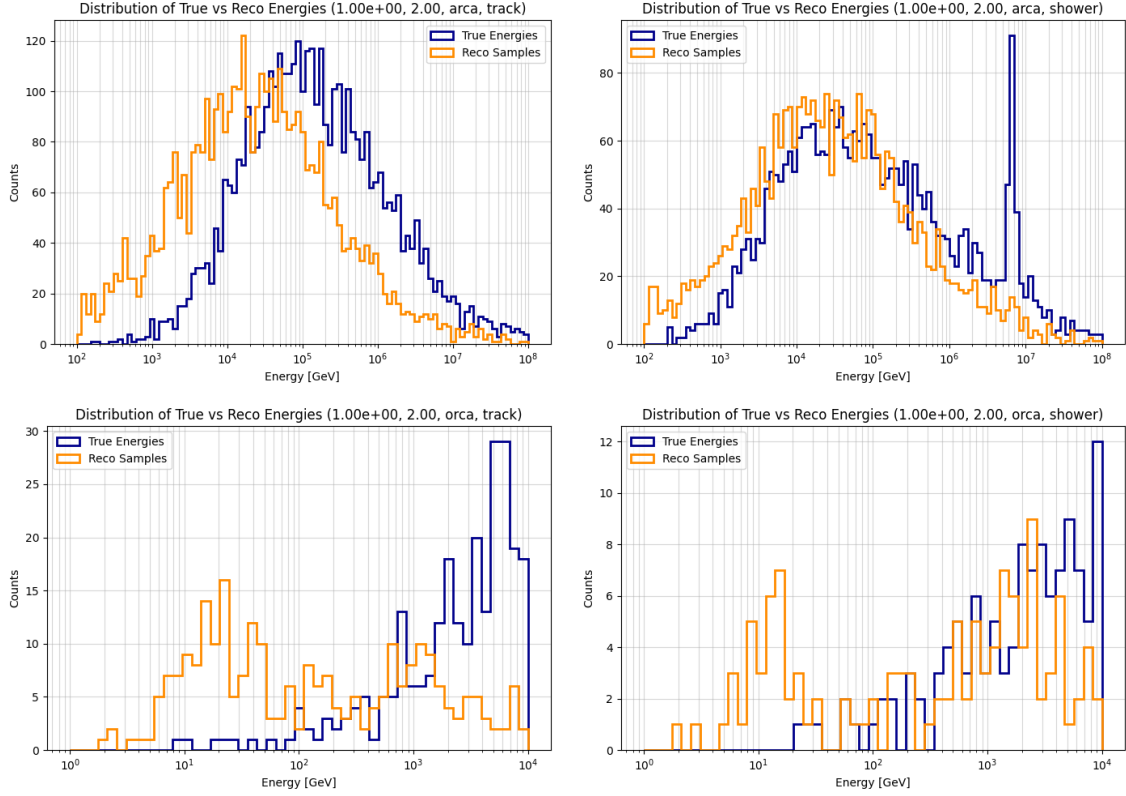 Distribution of True vs Reco Energies (1.00e+00, 2.00, arca, track)
True Energies
Reco Samples
120
100
80
60
40
20
0
Counts
10²
10³
10⁴
10⁵
10⁶
10⁷
10⁸
Energy [GeV]
Distribution of True vs Reco Energies (1.00e+00, 2.00, arca, shower)
True Energies
Reco Samples
80
60
40
20
0
Counts
10²
10³
10⁴
10⁵
10⁶
10⁷
10⁸
Energy [GeV]
Distribution of True vs Reco Energies (1.00e+00, 2.00, orca, track)
True Energies
Reco Samples
30
25
20
15
10
5
0
Counts
10⁰
10¹
10²
10³
10⁴
Energy [GeV]
Distribution of True vs Reco Energies (1.00e+00, 2.00, orca, shower)
True Energies
Reco Samples
12
10
8
6
4
2
0
Counts
10⁰
10¹
10²
10³
10⁴
Energy [GeV]